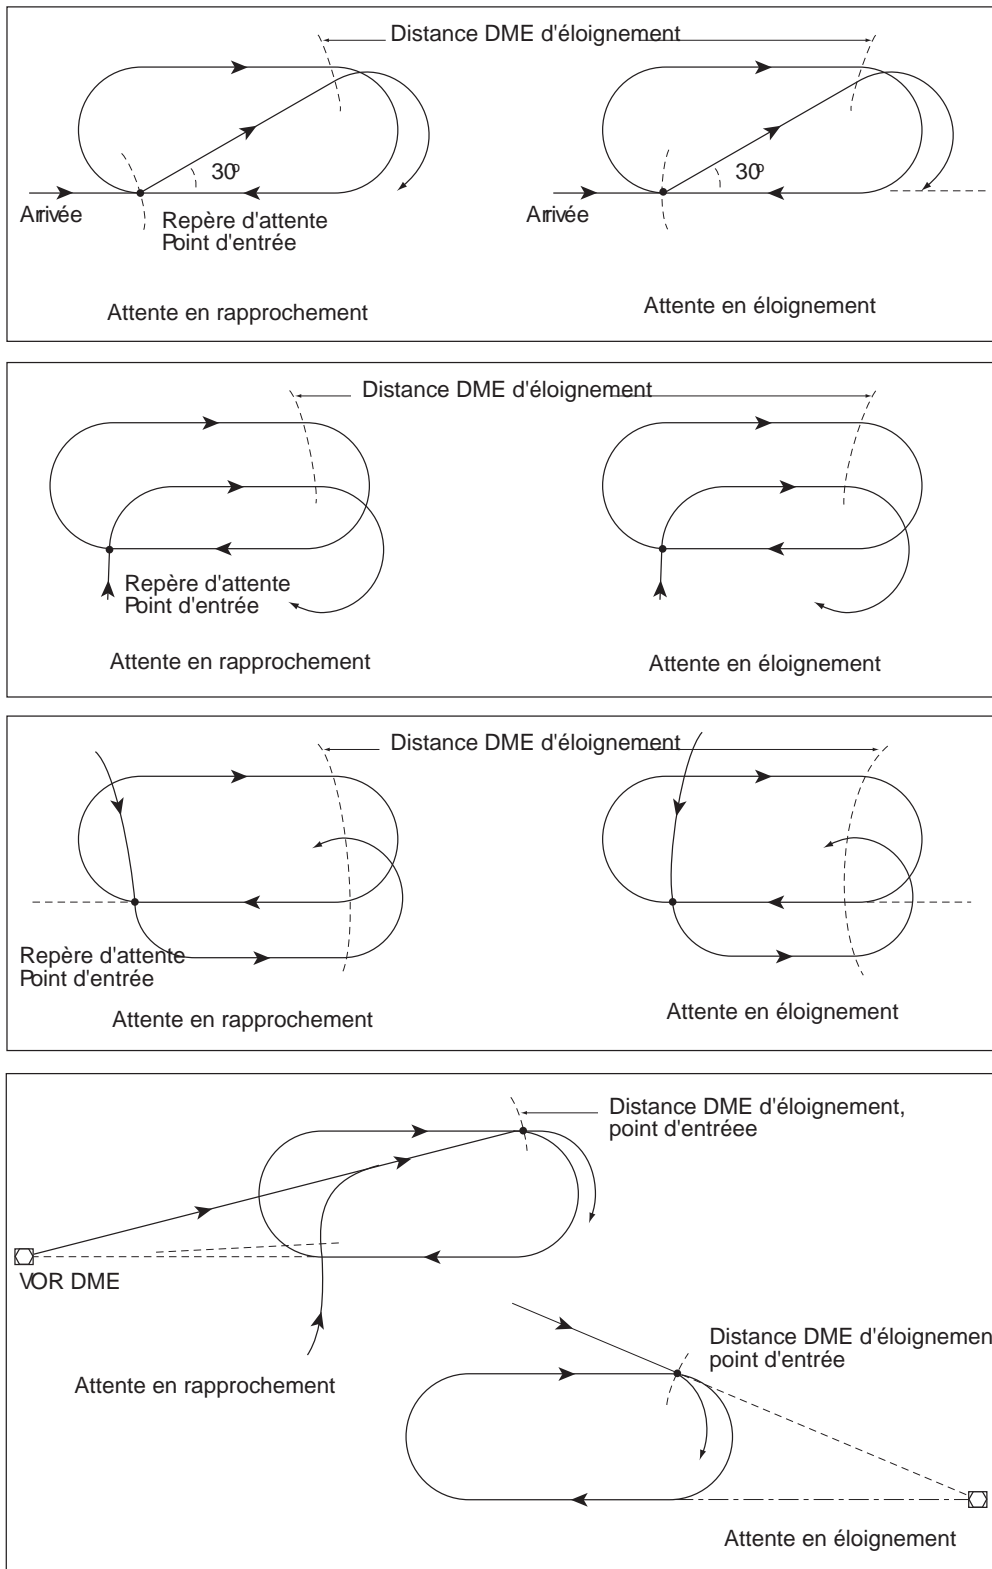 Distance DME d'éloignement
30º
30º
Arrivée
Arrivée
Repère d'attente
Point d'entrée
Attente en rapprochement
Attente en éloignement
Distance DME d'éloignement
Repère d'attente
Point d'entrée
Attente en rapprochement
Attente en éloignement
Distance DME d'éloignement
Repère d'attente
Point d'entrée
Attente en rapprochement
Attente en éloignement
Distance DME d'éloignement,
point d'entréee
VOR DME
Attente en rapprochement
Distance DME d'éloignemen
point d'entrée
Attente en éloignement